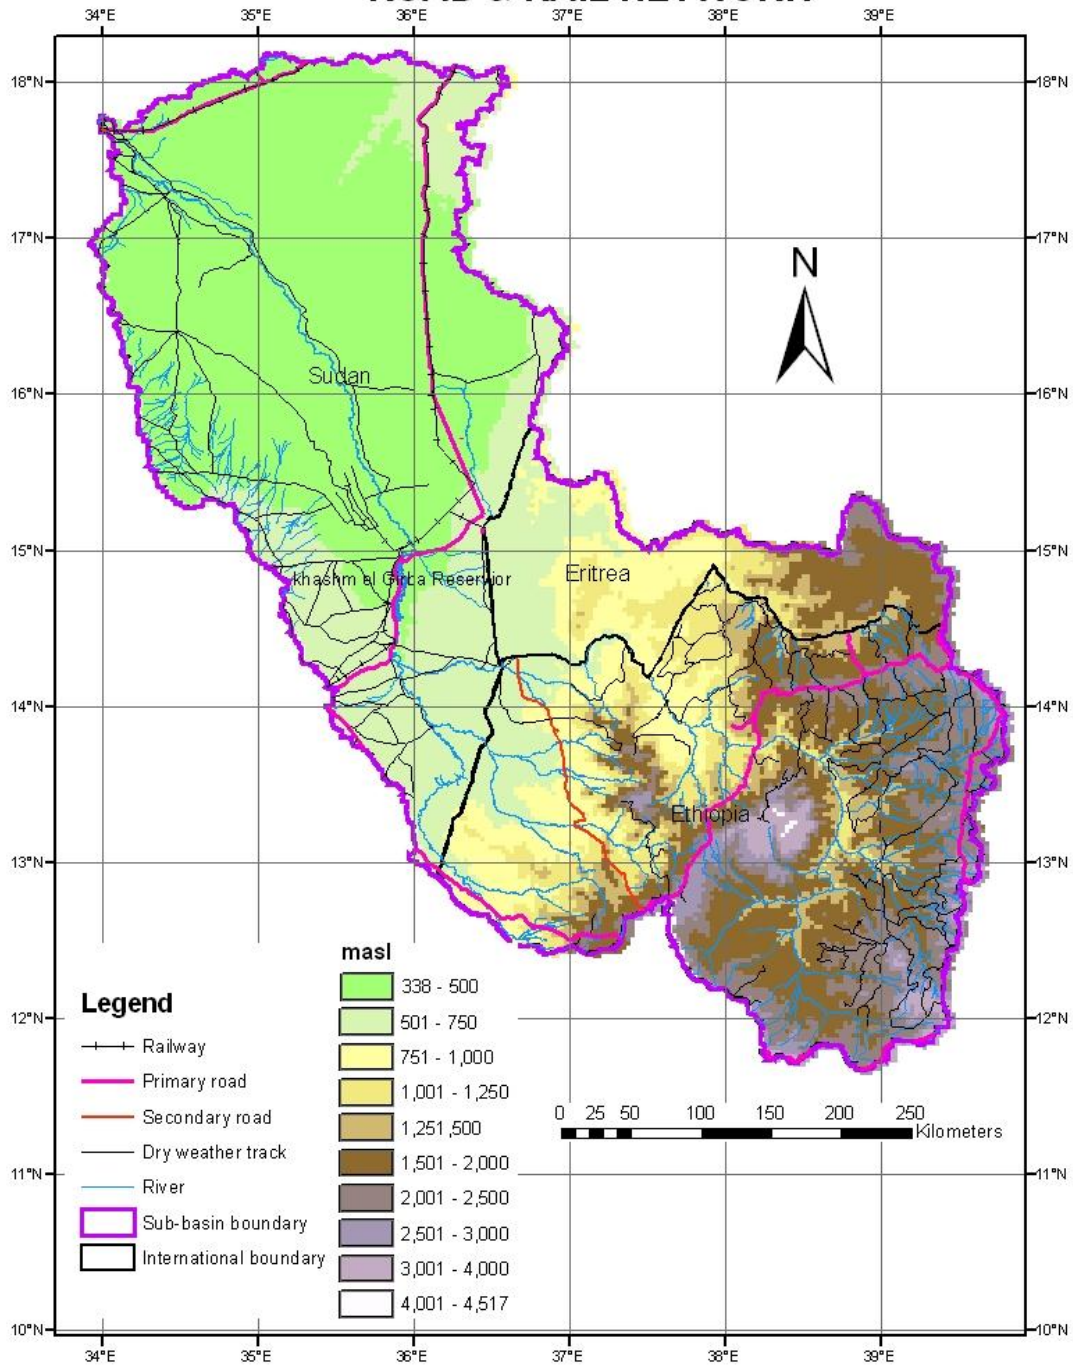 34°E 35°E 36°E 37°E 38°E 39°E
18°N 18°N
17°N 17°N
N
Sudan
16°N 16°N
15°N 15°N
khashm el Girba Reservior
Eritrea
14°N 14°N
Ethiopia
13°N 13°N
masl
Legend
338 - 500
501 - 750
12°N 12°N
Railway
751 - 1,000
Primary road
1,001 - 1,250
Secondary road
1,251,500
0 25 50 100 150 200 250
Kilometers
Dry weather track
1,501 - 2,000
11°N 11°N
River
2,001 - 2,500
Sub-basin boundary
2,501 - 3,000
International boundary
3,001 - 4,000
4,001 - 4,517
10°N 10°N
34°E 35°E 36°E 37°E 38°E 39°E